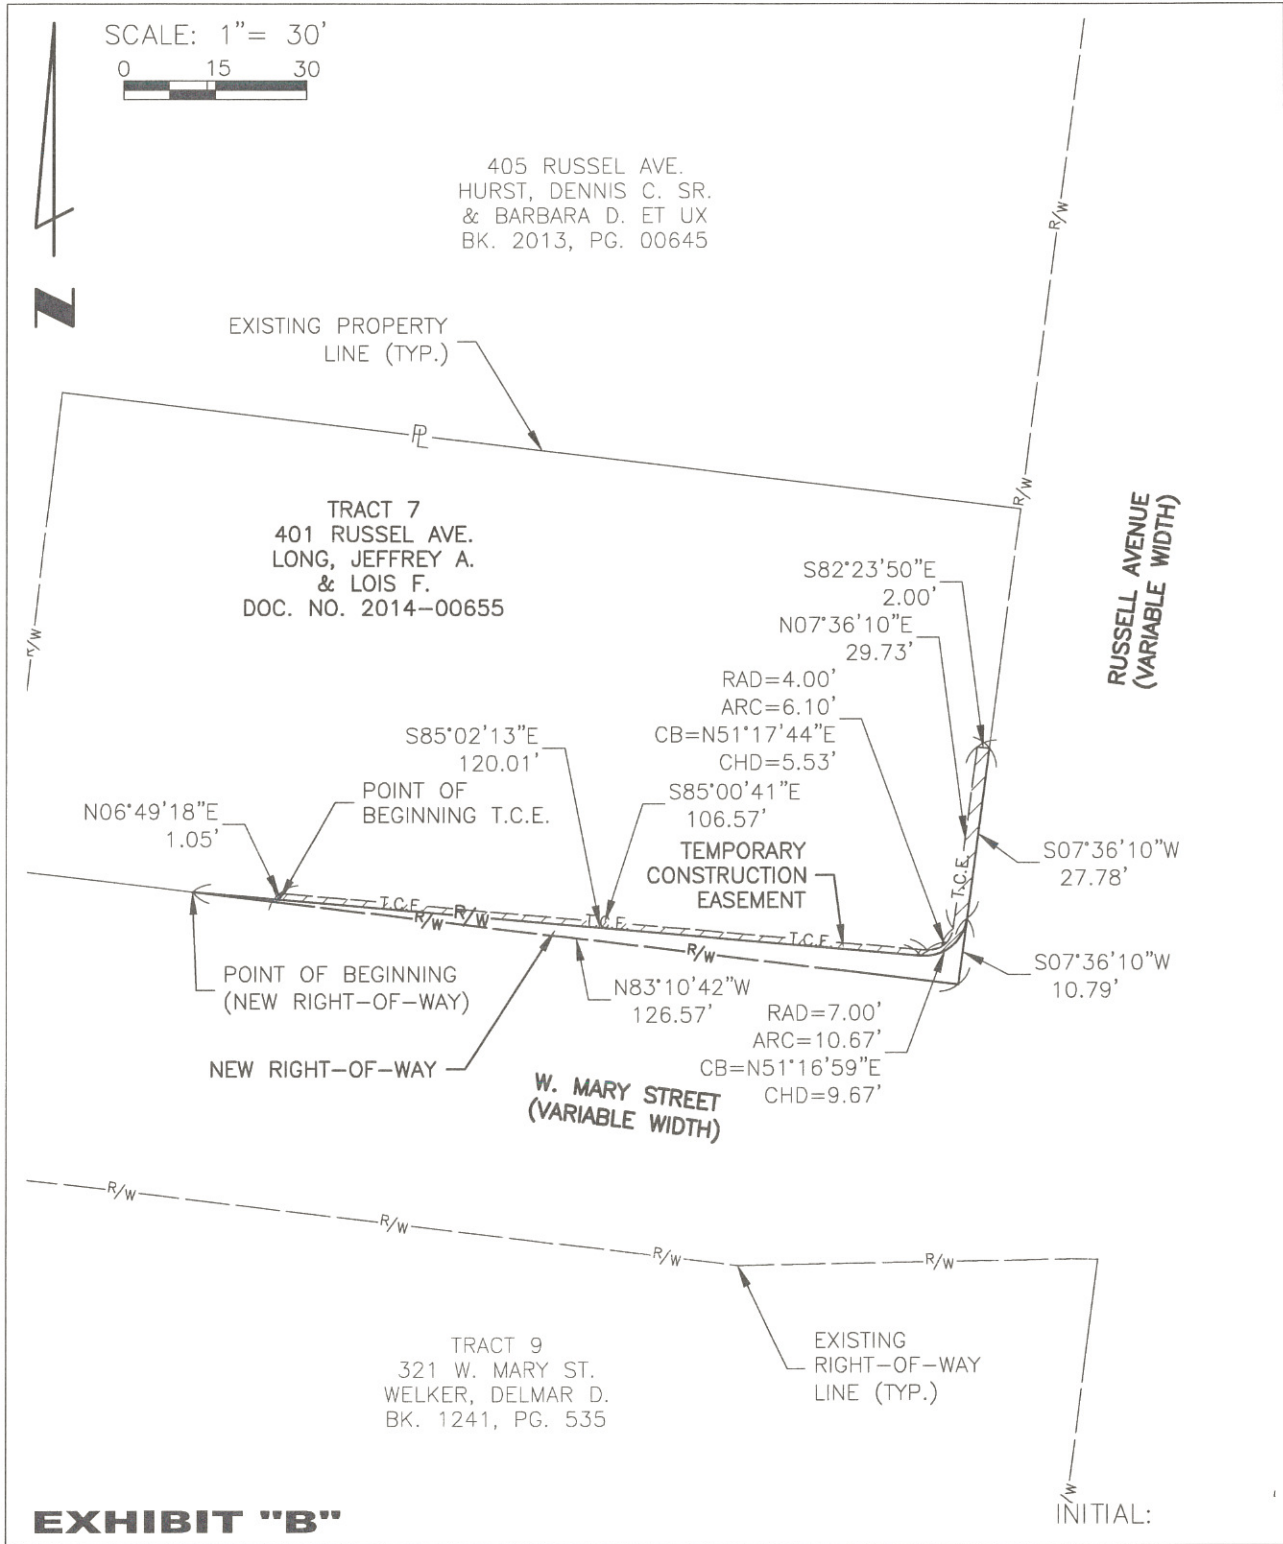 SCALE: 1"= 30'
0 15 30
405 RUSSEL AVE.
HURST, DENNIS C. SR.
& BARBARA D. ET UX
BK. 2013, PG. 00645
R/W
N
EXISTING PROPERTY
LINE (TYP.)
PL
R/W
TRACT 7
401 RUSSEL AVE.
LONG, JEFFREY A.
& LOIS F.
DOC. NO. 2014-00655
RUSSELL AVENUE
(VARIABLE WIDTH)
R/W
S82°23'50"E
2.00'
N07°36'10"E
29.73'
RAD=4.00'
ARC=6.10'
CB=N51°17'44"E
CHD=5.53'
S85°02'13"E
120.01'
S85°00'41"E
106.57'
POINT OF
BEGINNING T.C.E.
N06°49'18"E
1.05'
TEMPORARY
CONSTRUCTION
EASEMENT
S07°36'10"W
27.78'
T.C.E.
T.C.E.
R/W
R/W
T.C.E.
T.C.E.
R/W
POINT OF BEGINNING
(NEW RIGHT-OF-WAY)
N83°10'42"W
126.57'
S07°36'10"W
10.79'
RAD=7.00'
ARC=10.67'
CB=N51°16'59"E
CHD=9.67'
NEW RIGHT-OF-WAY
W. MARY STREET
(VARIABLE WIDTH)
R/W
R/W
R/W
R/W
TRACT 9
321 W. MARY ST.
WELKER, DELMAR D.
BK. 1241, PG. 535
EXISTING
RIGHT-OF-WAY
LINE (TYP.)
/W
EXHIBIT "B"
INITIAL: